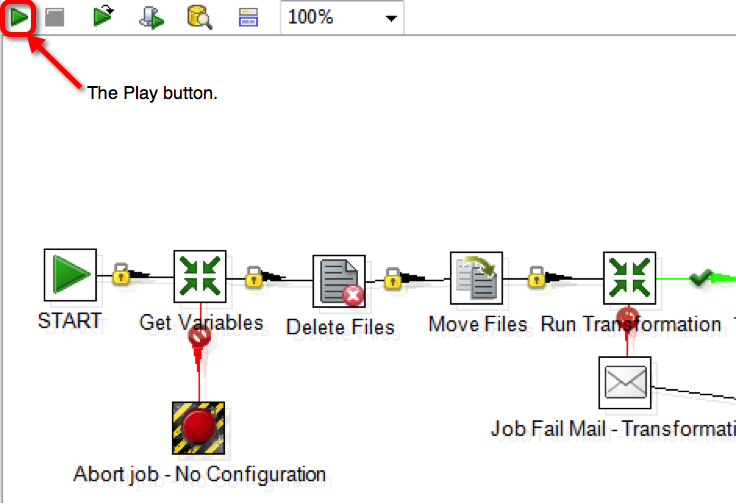 100%
The Play button.
START
Get Variables
Delete Files
Move Files
Run Transformation
Abort job - No Configuration
Job Fail Mail - Transformati